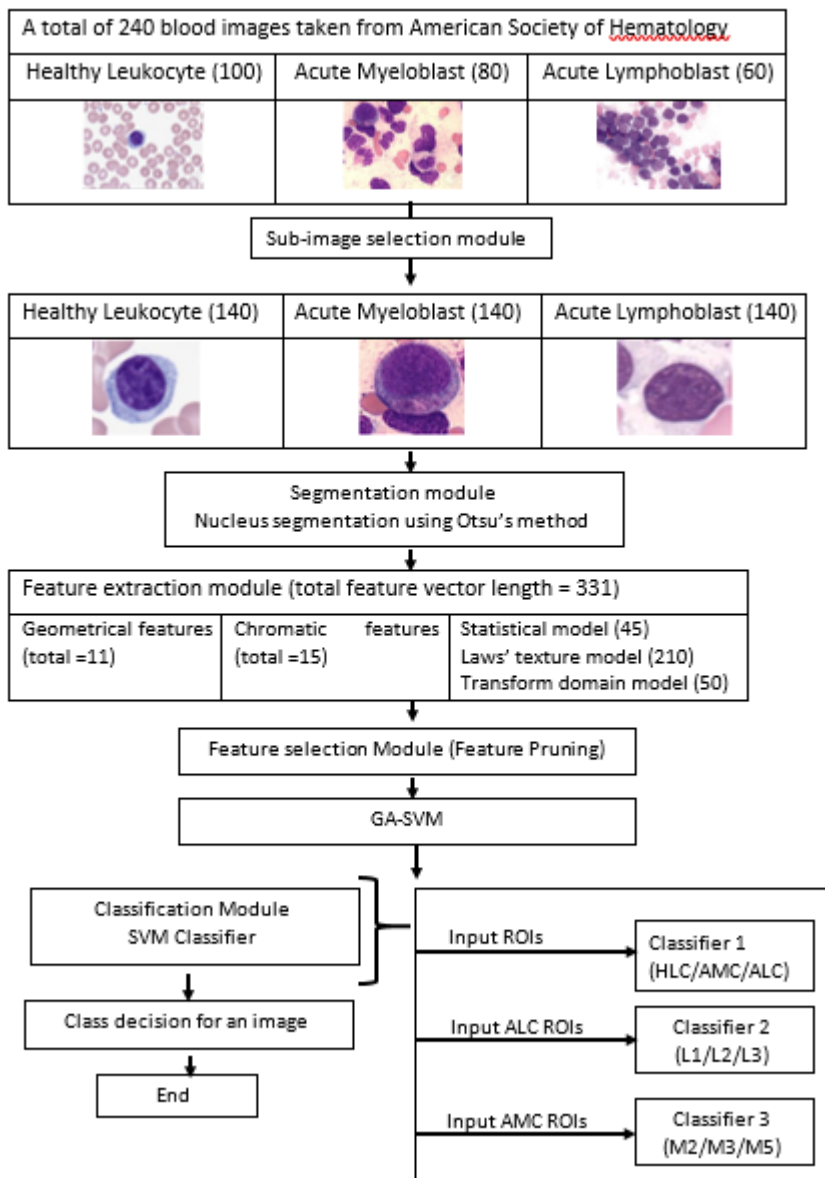 A total of 240 blood images taken from American Society of Hematology
Healthy Leukocyte (100)
Acute Myeloblast (80)
Acute Lymphoblast (60)
Sub-image selection module
Healthy Leukocyte (140)
Acute Myeloblast (140)
Acute Lymphoblast (140)
Segmentation module
Nucleus segmentation using Otsu's method
Feature extraction module (total feature vector length = 331)
Geometrical features
(total =11)
Chromatic features
(total =15)
Statistical model (45)
Laws' texture model (210)
Transform domain model (50)
Feature selection Module (Feature Pruning)
GA-SVM
Classification Module
SVM Classifier
Class decision for an image
End
Input ROIs
Classifier 1
(HLC/AMC/ALC)
Input ALC ROIs
Classifier 2
(L1/L2/L3)
Input AMC ROIs
Classifier 3
(M2/M3/M5)